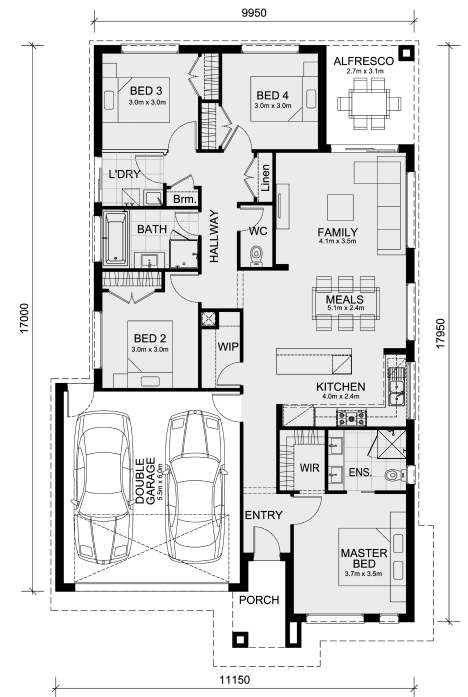 9950
ALFRESCO
2.7m x 3.1m
BED 3
3.0m x 3.0m
BED 4
3.0m x 3.0m
L'DRY
Brm.
Linen
BATH
HALLWAY
WC
FAMILY
4.1m x 3.5m
MEALS
5.1m x 2.4m
17000
17950
BED 2
3.0m x 3.0m
WIP
KITCHEN
4.0m x 2.4m
DOUBLE
GARAGE
5.5m x 6.0m
WIR
ENS.
ENTRY
MASTER
BED
3.7m x 3.5m
PORCH
11150